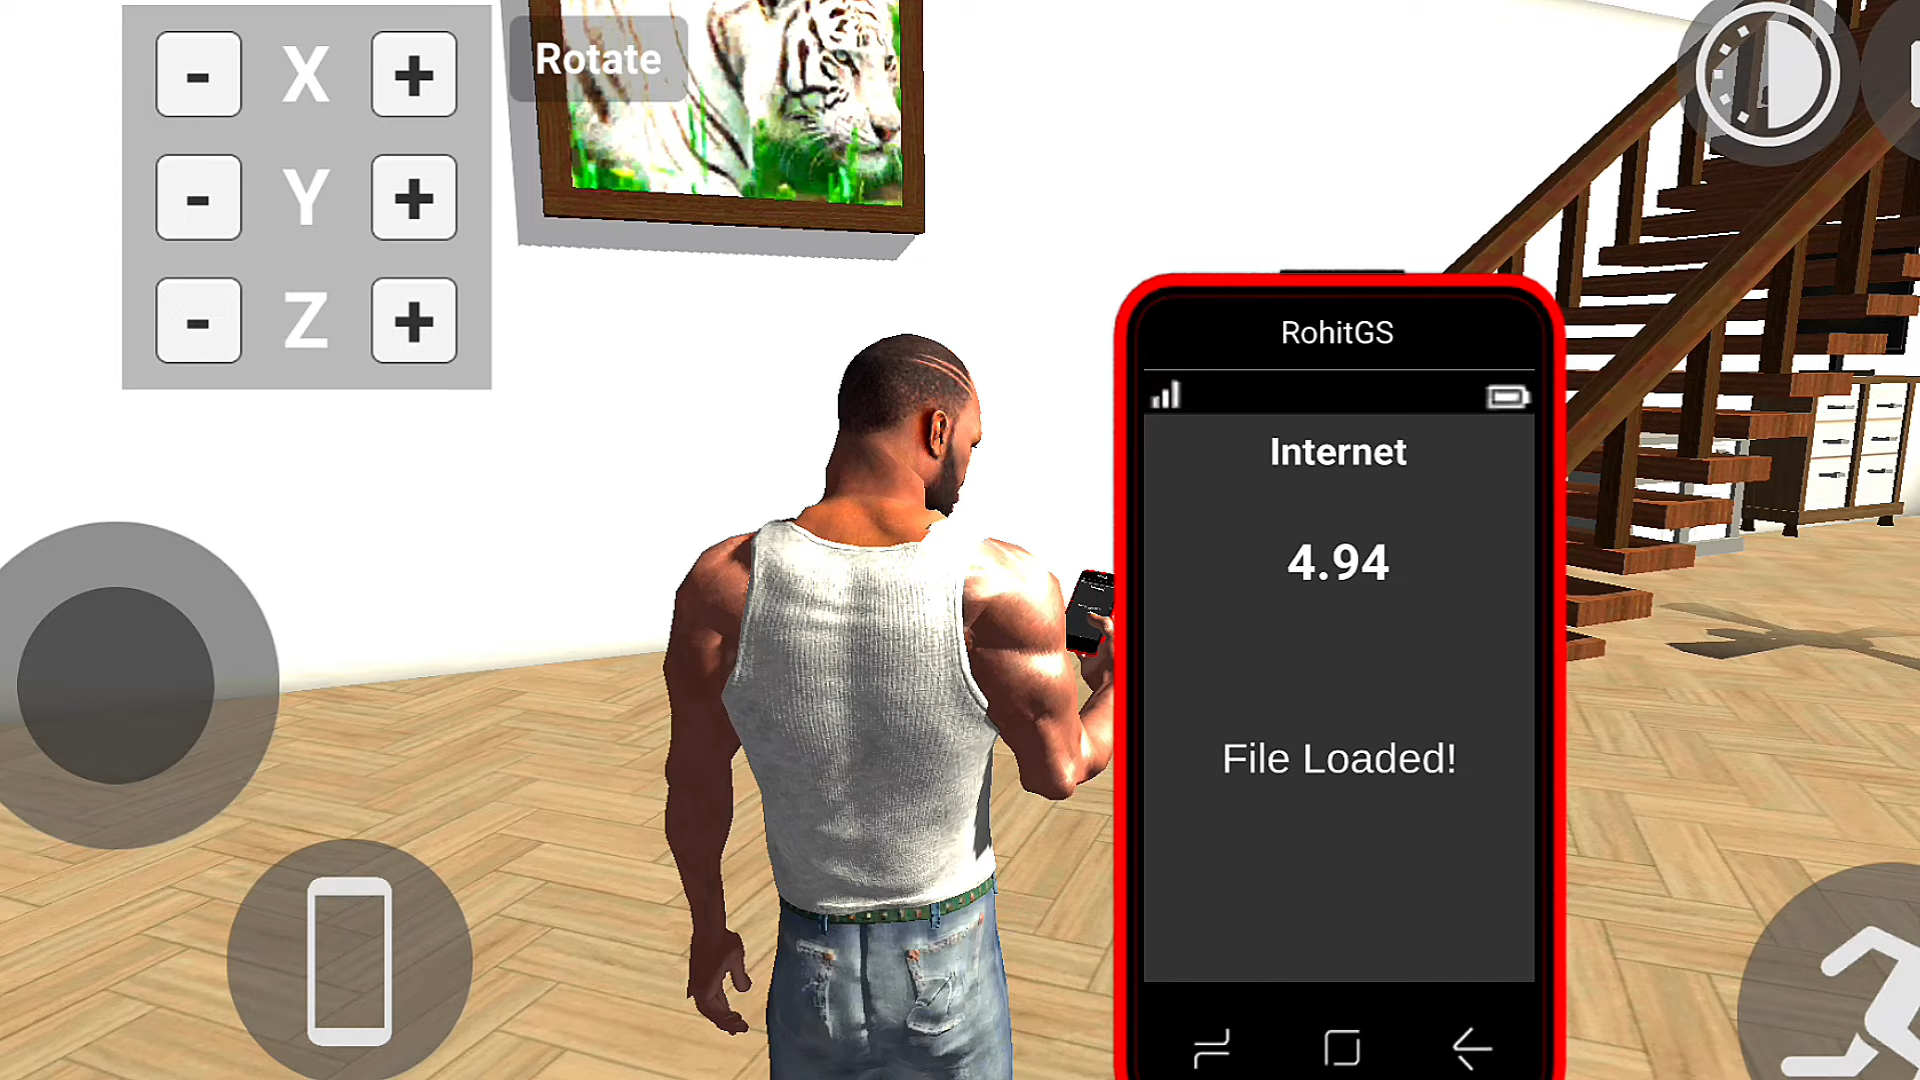 - X +
Rotate
- Y +
- Z +
RohitGS
Internet
4.94
File Loaded!